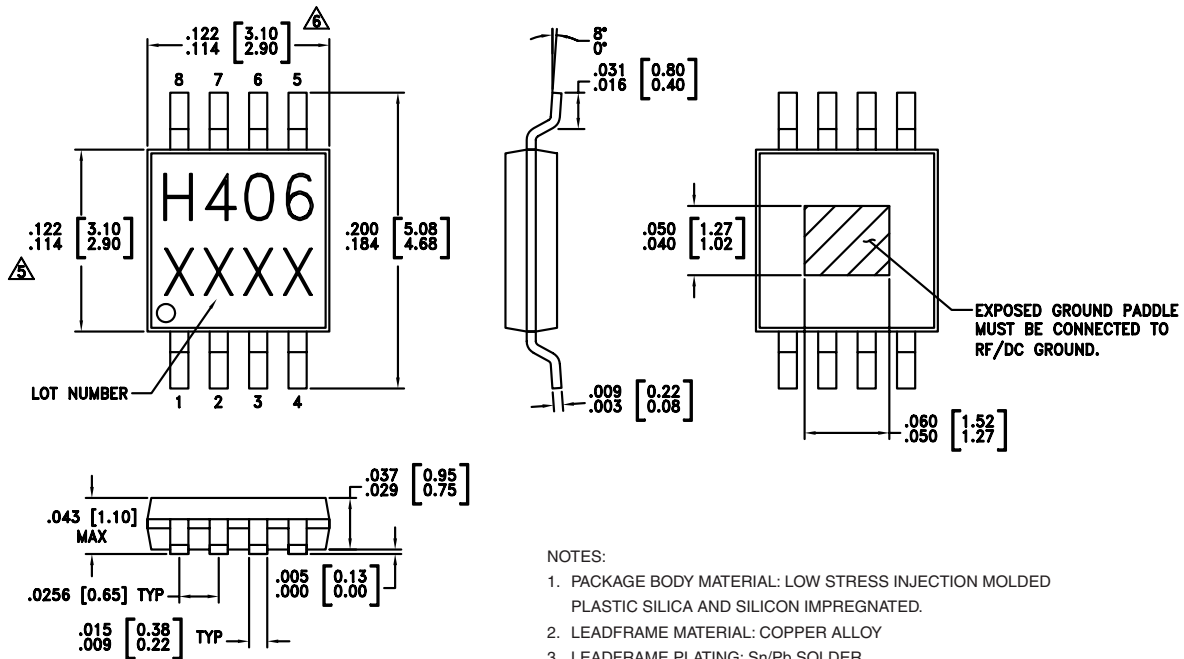 .122 [3.10]
.114 [2.90]
6
8 7 6 5
H406
XXXX
.122 [3.10]
.114 [2.90]
5
.200 [5.08]
.184 [4.68]
LOT NUMBER
1 2 3 4
8°
0°
.031 [0.80]
.016 [0.40]
.009 [0.22]
.003 [0.08]
.050 [1.27]
.040 [1.02]
EXPOSED GROUND PADDLE
MUST BE CONNECTED TO
RF/DC GROUND.
.060 [1.52]
.050 [1.27]
.037 [0.95]
.029 [0.75]
.043 [1.10]
MAX
.005 [0.13]
.000 [0.00]
.0256 [0.65] TYP
.015 [0.38]
.009 [0.22] TYP
NOTES:
1. PACKAGE BODY MATERIAL: LOW STRESS INJECTION MOLDED
PLASTIC SILICA AND SILICON IMPREGNATED.
2. LEADFRAME MATERIAL: COPPER ALLOY
3. LEADFRAME PLATING: Sn/Pb SOLDER